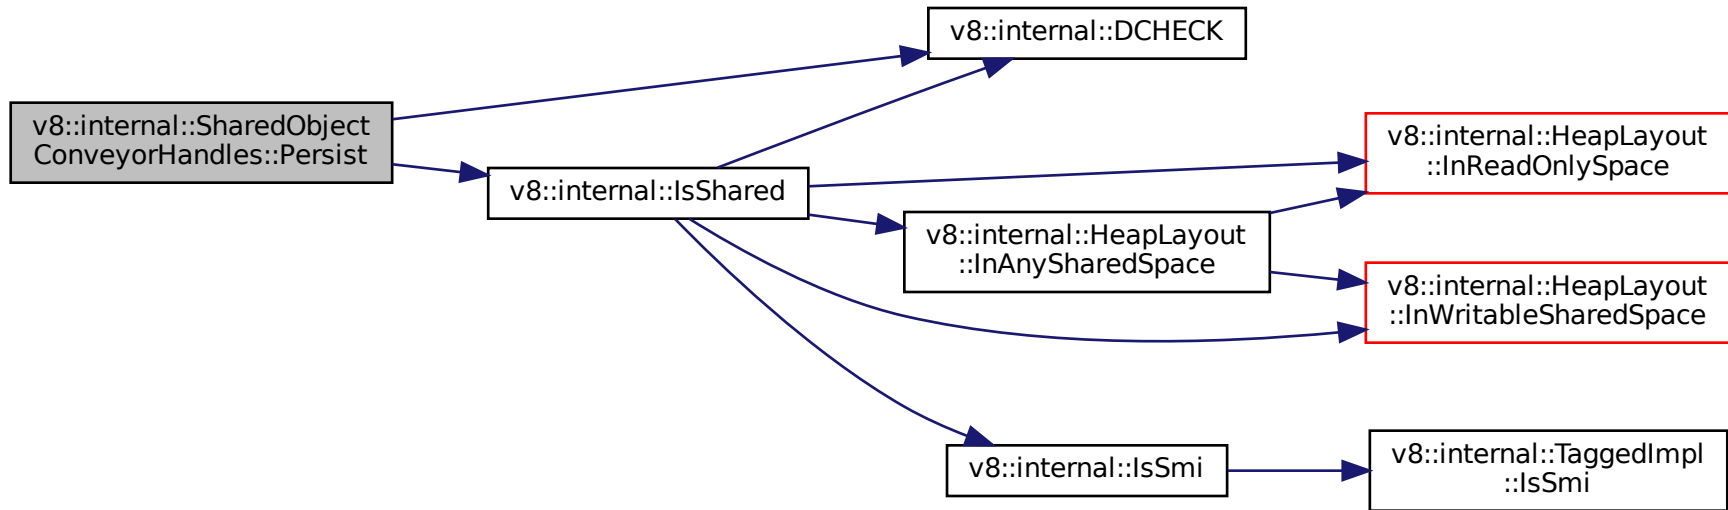 v8::internal::SharedObject
ConveyorHandles::Persist
v8::internal::DCHECK
v8::internal::IsShared
v8::internal::HeapLayout
::InReadOnlySpace
v8::internal::HeapLayout
::InAnySharedSpace
v8::internal::HeapLayout
::InWritableSharedSpace
v8::internal::IsSmi
v8::internal::TaggedImpl
::IsSmi